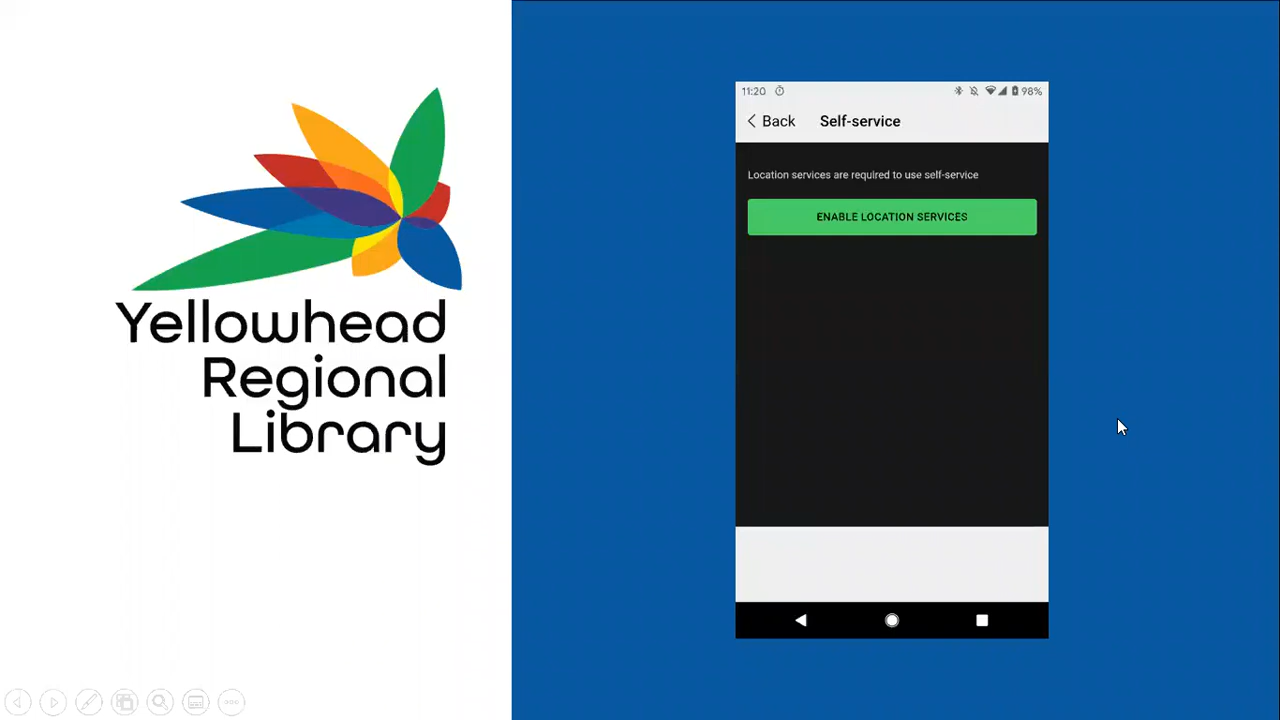 Yellowhead
Regional
Library
11:20
98%
Back
Self-service
Location services are required to use self-service
ENABLE LOCATION SERVICES